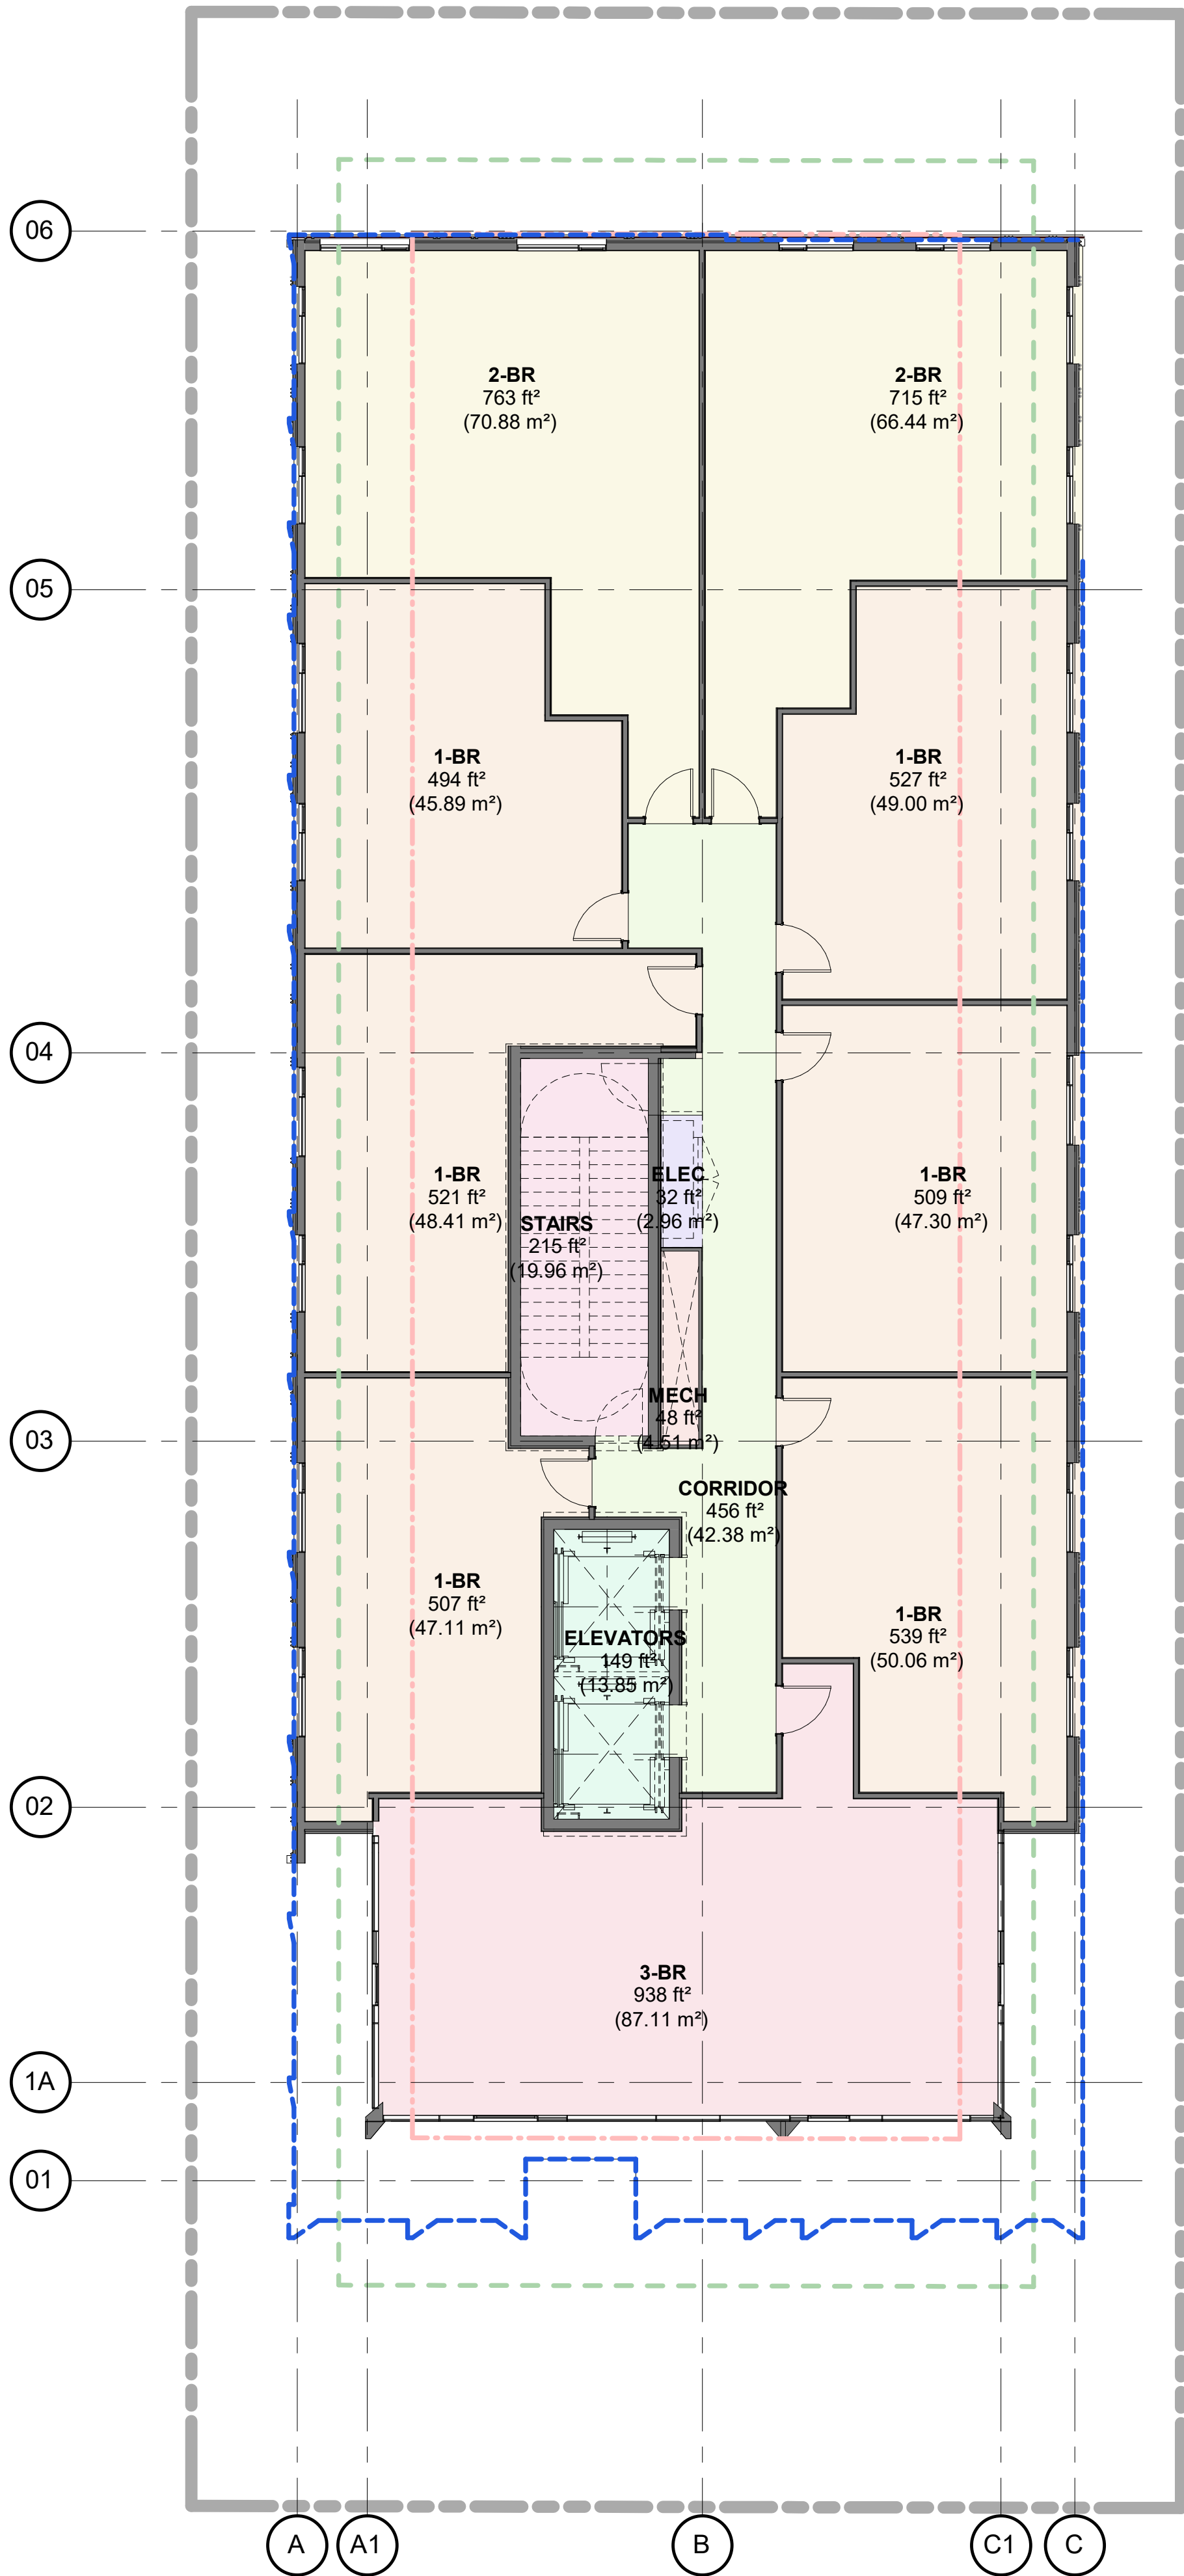 06
2-BR
763 ft²
(70.88 m²)
2-BR
715 ft²
(66.44 m²)
05
1-BR
494 ft²
(45.89 m²)
1-BR
527 ft²
(49.00 m²)
04
1-BR
521 ft²
(48.41 m²)
STAIRS
215 ft²
(19.96 m²)
ELEC
32 ft²
(2.96 m²)
1-BR
509 ft²
(47.30 m²)
MECH
48 ft²
(4.51 m²)
03
CORRIDOR
456 ft²
(42.38 m²)
1-BR
507 ft²
(47.11 m²)
ELEVATORS
149 ft²
(13.85 m²)
1-BR
539 ft²
(50.06 m²)
02
3-BR
938 ft²
(87.11 m²)
1A
01
A
A1
B
C1
C